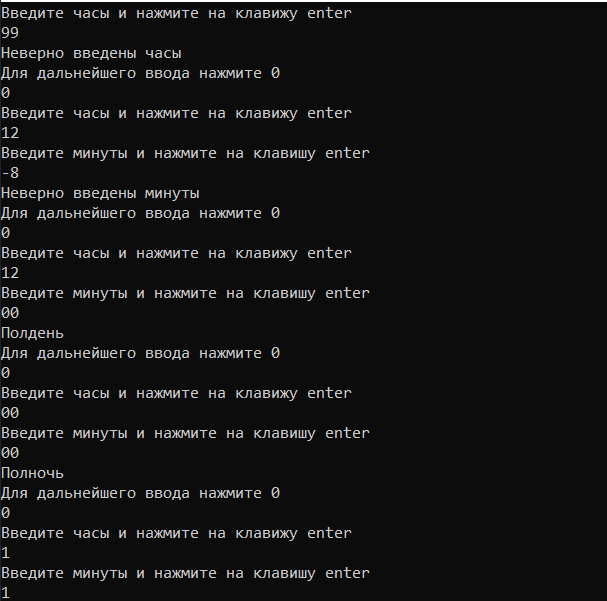 Введите часы и нажмите на клавижу enter
99
Неверно введены часы
Для дальнейшего ввода нажмите 0
0
Введите часы и нажмите на клавижу enter
12
Введите минуты и нажмите на клавишу enter
-8
Неверно введены минуты
Для дальнейшего ввода нажмите 0
0
Введите часы и нажмите на клавижу enter
12
Введите минуты и нажмите на клавишу enter
00
Полдень
Для дальнейшего ввода нажмите 0
0
Введите часы и нажмите на клавижу enter
00
Введите минуты и нажмите на клавишу enter
00
Полночь
Для дальнейшего ввода нажмите 0
0
Введите часы и нажмите на клавижу enter
1
Введите минуты и нажмите на клавишу enter
1